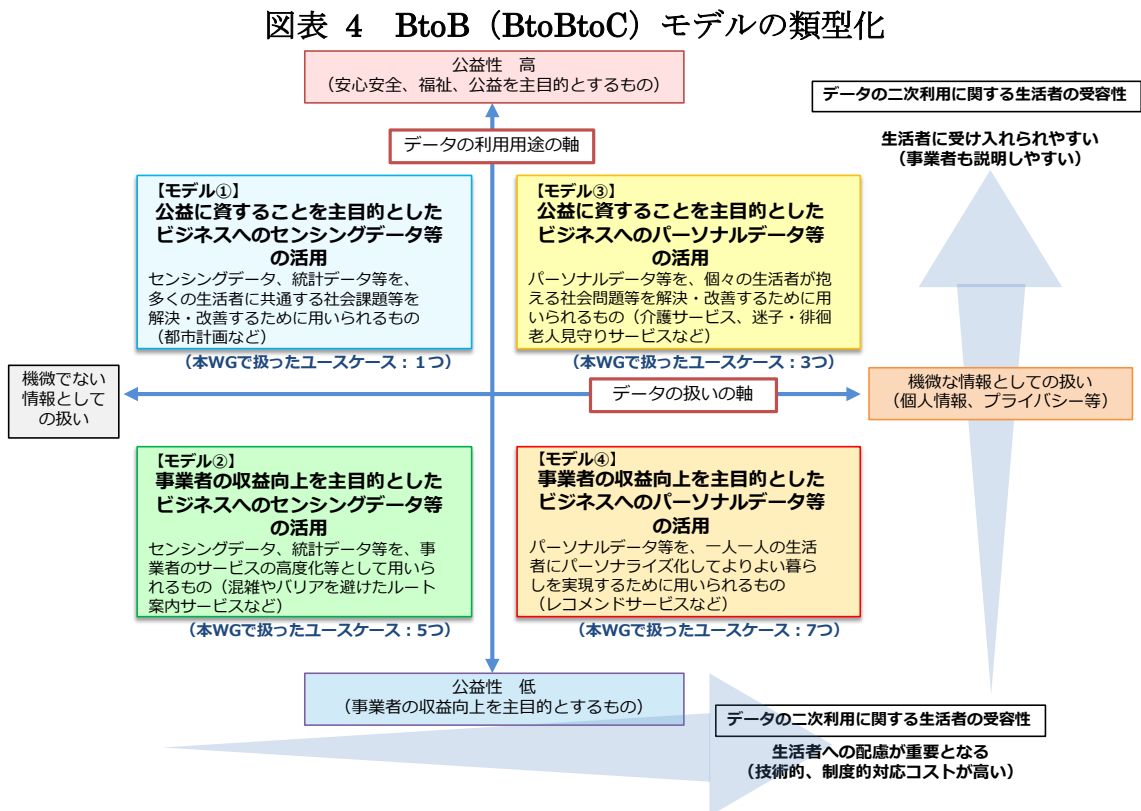 図表 4 BtoB（BtoBtoC）モデルの類型化
公益性 高
（安心安全、福祉、公益を主目的とするもの）
データの二次利用に関する生活者の受容性
データの利用用途の軸
生活者に受け入れられやすい
（事業者も説明しやすい）
【モデル①】
公益に資することを主目的とした
ビジネスへのセンシングデータ等
の活用
センシングデータ、統計データ等を、
多くの生活者に共通する社会課題等を
解決・改善するために用いられるもの
（都市計画など）
（本WGで扱ったユースケース：１つ）
【モデル③】
公益に資することを主目的とした
ビジネスへのパーソナルデータ等
の活用
パーソナルデータ等を、個々の生活者が抱
える社会問題等を解決・改善するために用
いられるもの（介護サービス、迷子・徘徊
老人見守りサービスなど）
（本WGで扱ったユースケース：3つ）
機微でない
情報として
の扱い
データの扱いの軸
機微な情報としての扱い
（個人情報、プライバシー等）
【モデル②】
事業者の収益向上を主目的とした
ビジネスへのセンシングデータ等
の活用
センシングデータ、統計データ等を、事
業者のサービスの高度化等として用いら
れるもの（混雑やバリアを避けたルート
案内サービスなど）
（本WGで扱ったユースケース：5つ）
【モデル④】
事業者の収益向上を主目的とした
ビジネスへのパーソナルデータ等
の活用
パーソナルデータ等を、一人一人の生活
者にパーソナライズ化してよりよい暮ら
しを実現するために用いられるもの
（レコメンドサービスなど）
（本WGで扱ったユースケース：7つ）
公益性 低
（事業者の収益向上を主目的とするもの）
データの二次利用に関する生活者の受容性
生活者への配慮が重要となる
（技術的、制度的対応コストが高い）